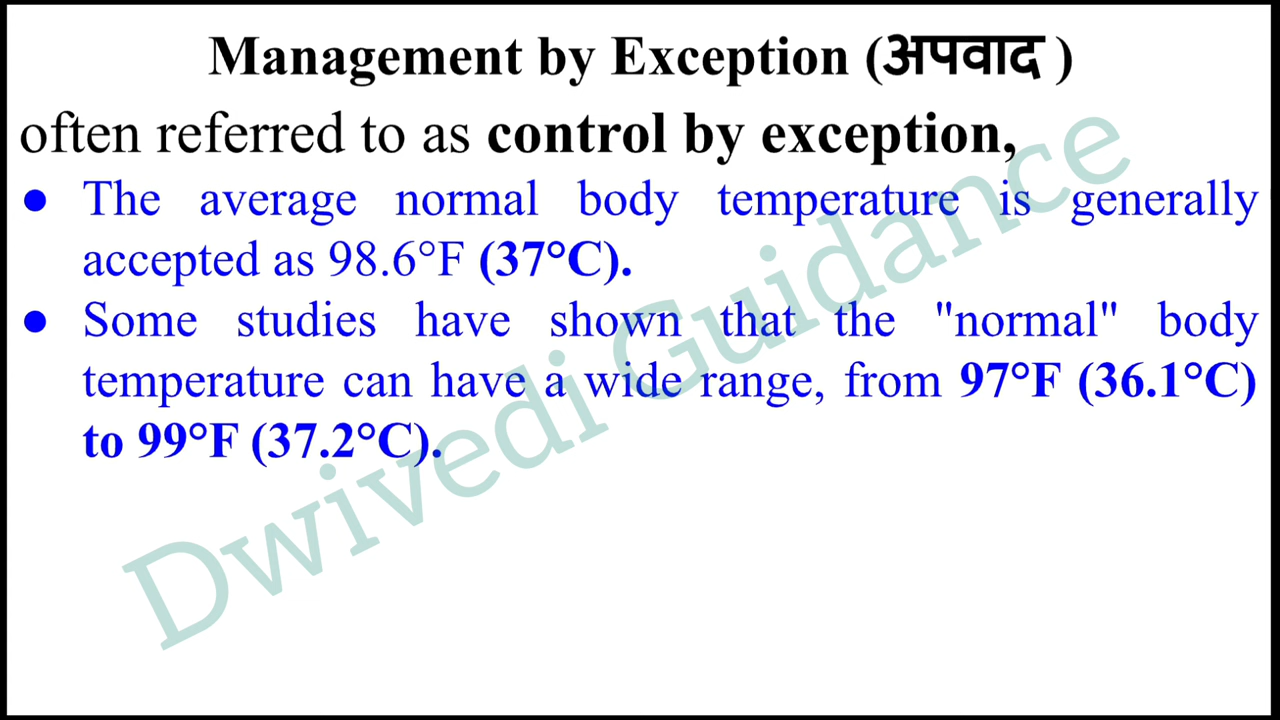 Management by Exception (अपवाद )
often referred to as control by exception,
● The average normal body temperature is generally
accepted as 98.6°F (37°C).
● Some studies have shown that the "normal" body
temperature can have a wide range, from 97°F (36.1°C)
to 99°F (37.2°C).
Dwivedi Guidance